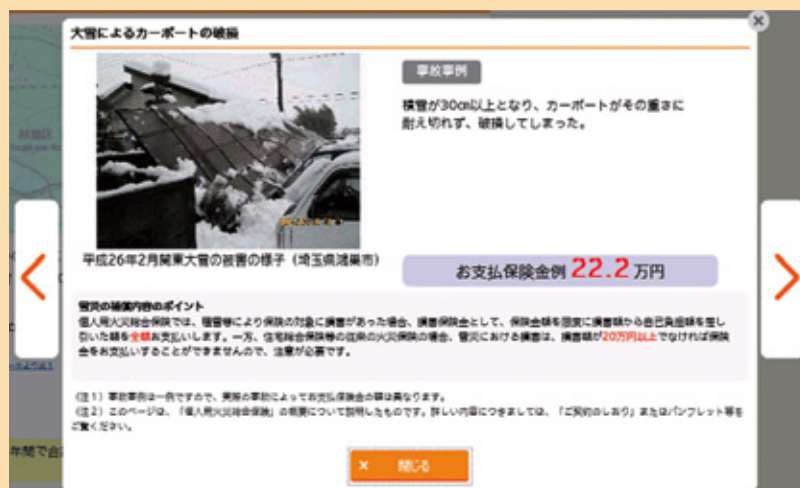 大雪によるカーポートの破損
事故事例
積雪が30cm以上となり、カーポートがその重さに
耐え切れず、破損してしまった。
平成26年2月関東大雪の被害の様子（埼玉県鴻巣市）
お支払保険金例 22.2 万円
雪災の補償内容のポイント
個人用火災総合保険では、積雪等により保険の対象に損害があった場合、損害保険金として、保険金額を限度に損害額から自己負担額を差し
引いた額を全額お支払いします。一方、住宅総合保険等の従来の火災保険の場合、雪災における損害は、損害額が20万円以上でなければ保険
金をお支払いすることができませんので、注意が必要です。
（注１）事故事例は一例ですので、実際の事故によってお支払保険金の額は異なります。
（注２）このページは、「個人用火災総合保険」の概要について説明したものです。詳しい内容につきましては、「ご契約のしおり」またはパンフレット等を
ご覧ください。
年間で台
× 閉じる